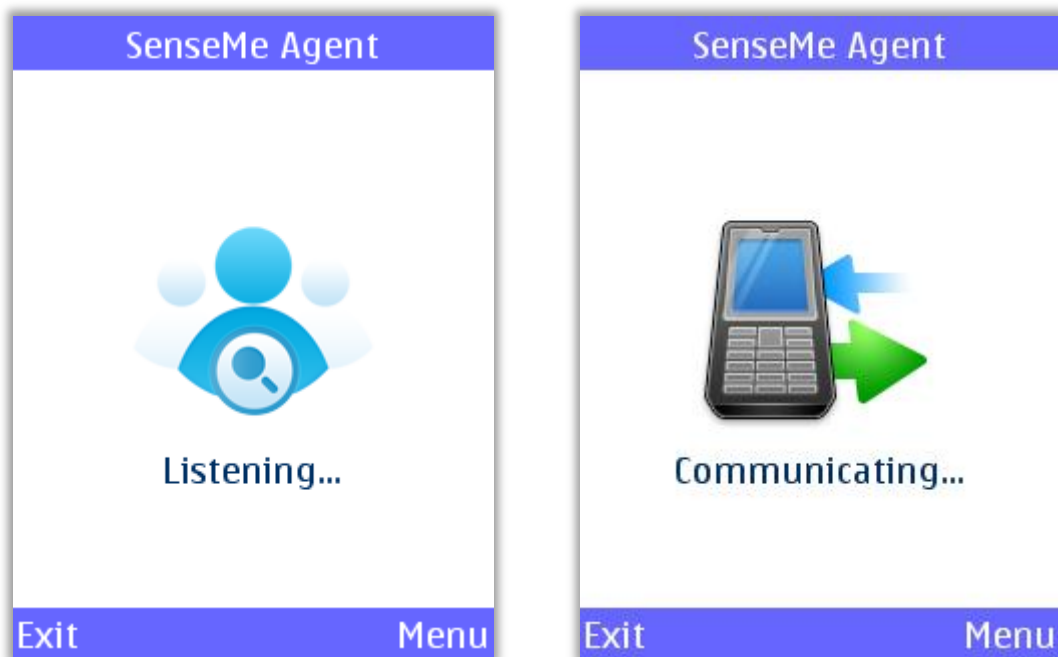 SenseMe Agent
Listening...
Exit
Menu
SenseMe Agent
Communicating...
Exit
Menu